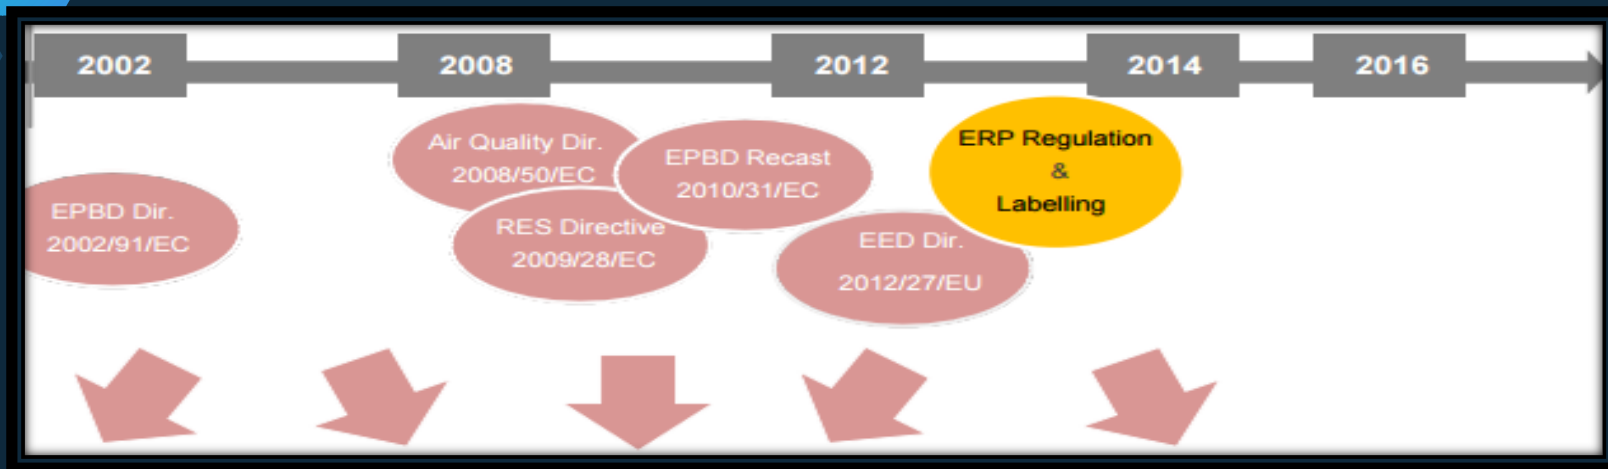 2002
2008
2012
2014
2016
EPBD Dir.
2002/91/EC
Air Quality Dir.
2008/50/EC
RES Directive
2009/28/EC
EPBD Recast
2010/31/EC
EED Dir.
2012/27/EU
ERP Regulation
&
Labelling